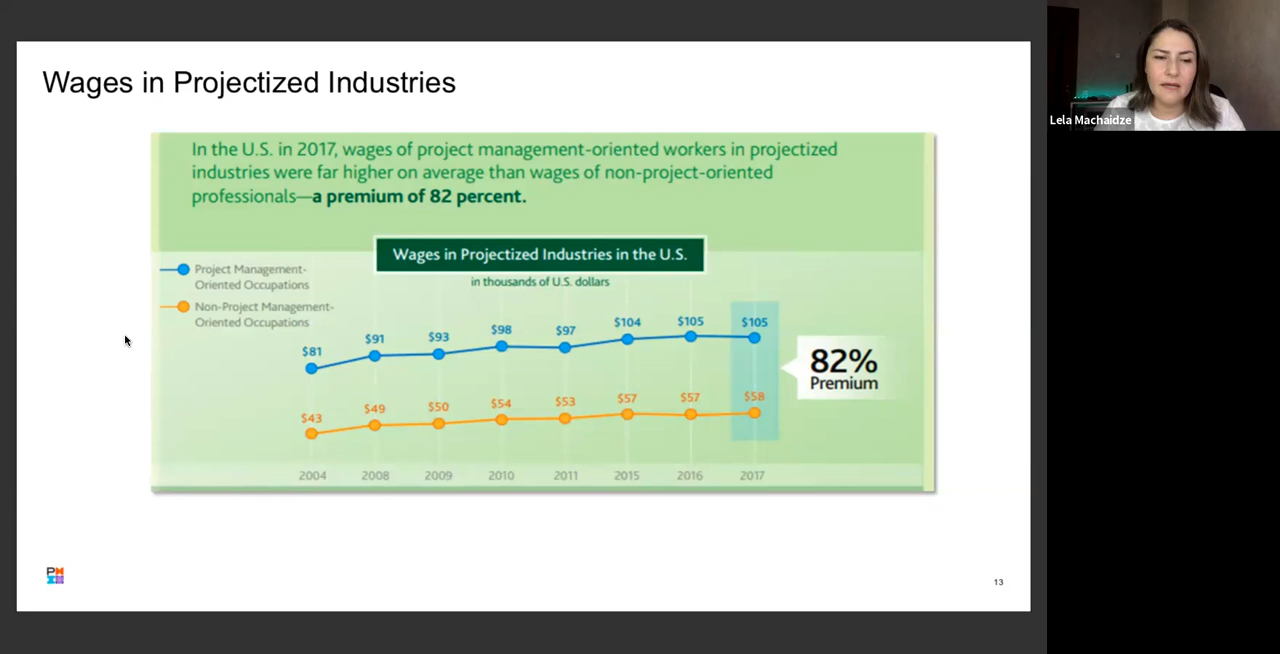 Wages in Projectized Industries
In the U.S. in 2017, wages of project management-oriented workers in projectized
industries were far higher on average than wages of non-project-oriented
professionals—a premium of 82 percent.
Wages in Projectized Industries in the U.S.
in thousands of U.S. dollars
Project Management-
Oriented Occupations
Non-Project Management-
Oriented Occupations
$81 $91 $93 $98 $97 $104 $105 $105
82%
Premium
$43 $49 $50 $54 $53 $57 $57 $58
2004 2008 2009 2010 2011 2015 2016 2017
13
Lela Machaidze